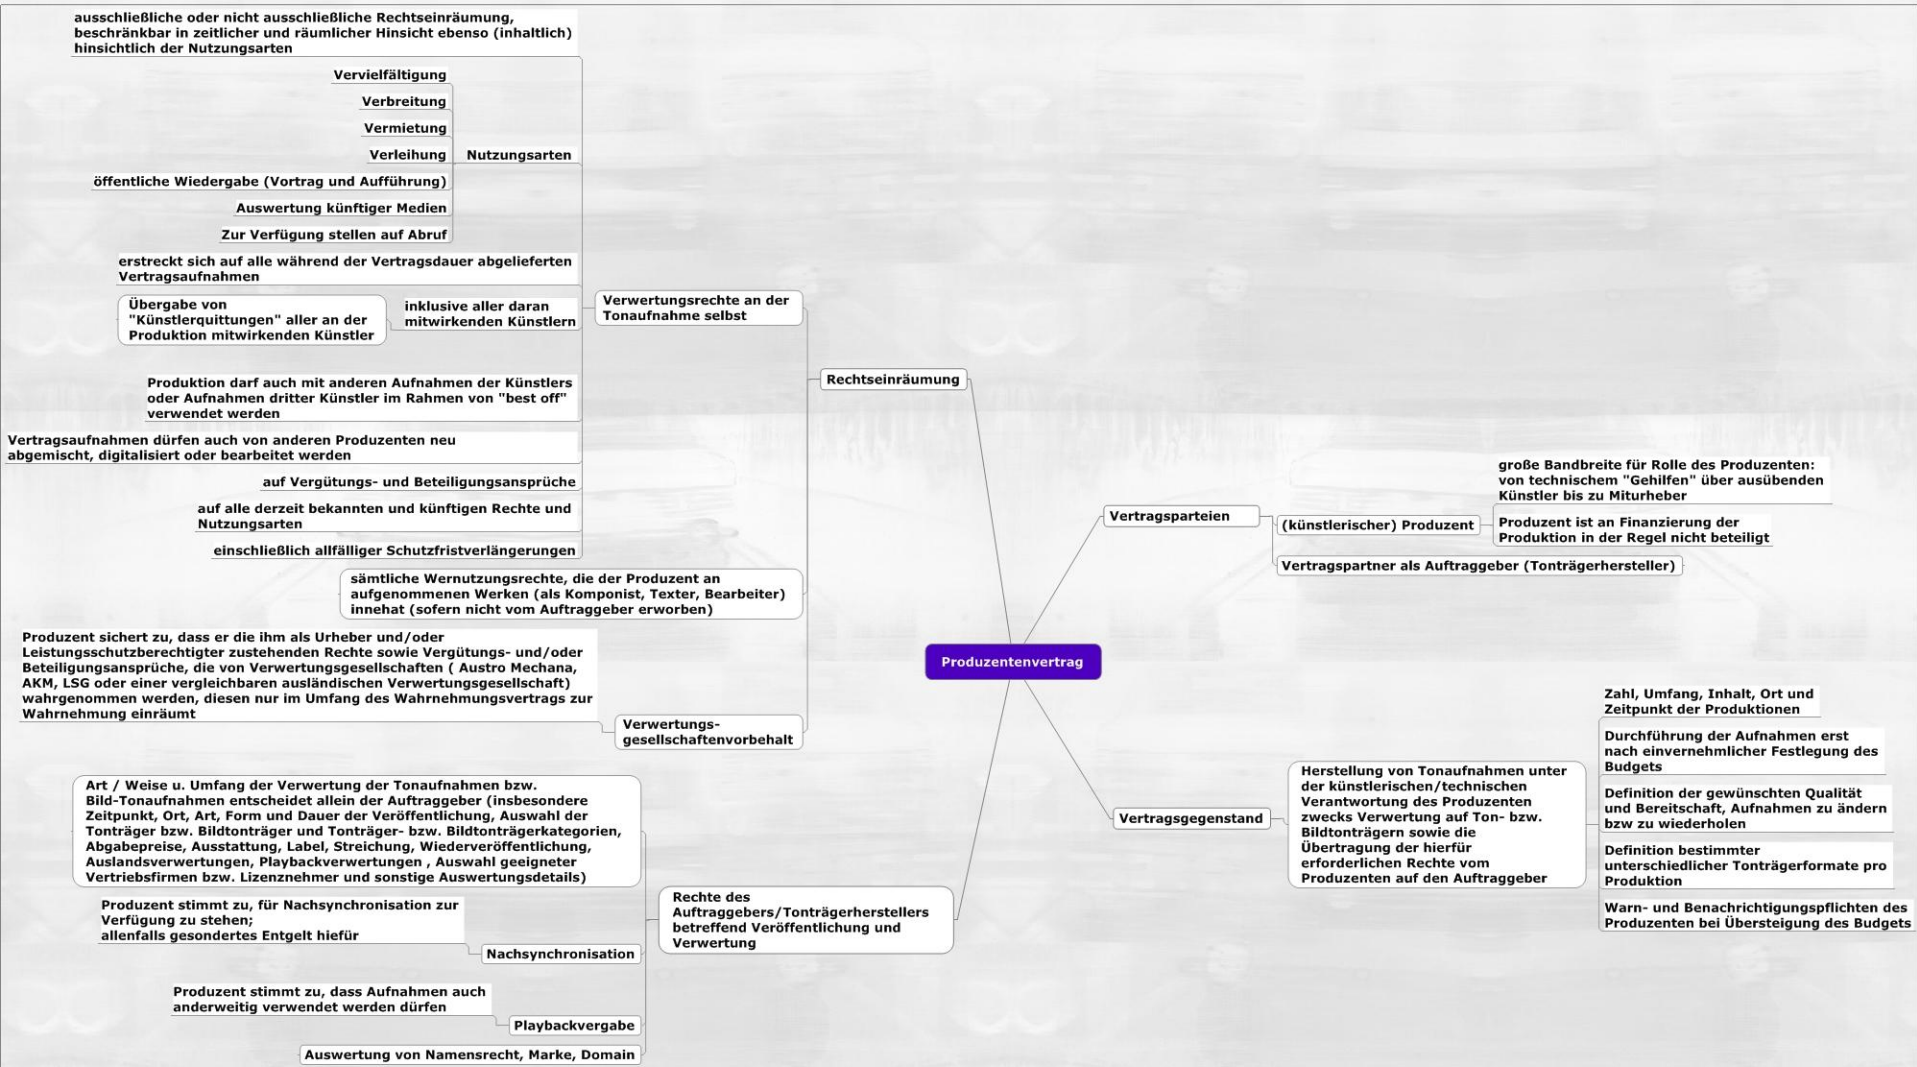 ausschließliche oder nicht ausschließliche Rechtseinräumung,
beschränkbar in zeitlicher und räumlicher Hinsicht ebenso (inhaltlich)
hinsichtlich der Nutzungsarten
Vervielfältigung
Verbreitung
Vermietung
Verleihung
öffentliche Wiedergabe (Vortrag und Aufführung)
Auswertung künftiger Medien
Zur Verfügung stellen auf Abruf
Nutzungsarten
erstreckt sich auf alle während der Vertragsdauer abgelieferten
Vertragsaufnahmen
Übergabe von
"Künstlerquittungen" aller an der
Produktion mitwirkenden Künstler
inklusive aller daran
mitwirkenden Künstlern
Produktion darf auch mit anderen Aufnahmen der Künstlers
oder Aufnahmen dritter Künstler im Rahmen von "best off"
verwendet werden
Vertragsaufnahmen dürfen auch von anderen Produzenten neu
abgemischt, digitalisiert oder bearbeitet werden
auf Vergütungs- und Beteiligungsansprüche
auf alle derzeit bekannten und künftigen Rechte und
Nutzungsarten
einschließlich allfälliger Schutzfristverlängerungen
Verwertungsrechte an der
Tonaufnahme selbst
sämtliche Wernutzungsrechte, die der Produzent an
aufgenommenen Werken (als Komponist, Texter, Bearbeiter)
innehat (sofern nicht vom Auftraggeber erworben)
Produzent sichert zu, dass er die ihm als Urheber und/oder
Leistungsschutzberechtigter zustehenden Rechte sowie Vergütungs- und/oder
Beteiligungsansprüche, die von Verwertungsgesellschaften ( Austro Mechana,
AKM, LSG oder einer vergleichbaren ausländischen Verwertungsgesellschaft)
wahrgenommen werden, diesen nur im Umfang des Wahrnehmungsvertrags zur
Wahrnehmung einräumt
Verwertungs-
gesellschaftenvorbehalt
Rechtseinräumung
Art / Weise u. Umfang der Verwertung der Tonaufnahmen bzw.
Bild-Tonaufnahmen entscheidet allein der Auftraggeber (insbesondere
Zeitpunkt, Ort, Art, Form und Dauer der Veröffentlichung, Auswahl der
Tonträger bzw. Bildtonträger und Tonträger- bzw. Bildtonträgerkategorien,
Abgabepreise, Ausstattung, Label, Streichung, Wiederveröffentlichung,
Auslandsverwertungen, Playbackverwertungen , Auswahl geeigneter
Vertriebsfirmen bzw. Lizenznehmer und sonstige Auswertungsdetails)
Produzent stimmt zu, für Nachsynchronisation zur
Verfügung zu stehen;
allenfalls gesondertes Entgelt hiefür
Nachsynchronisation
Produzent stimmt zu, dass Aufnahmen auch
anderweitig verwendet werden dürfen
Playbackvergabe
Auswertung von Namensrecht, Marke, Domain
Rechte des
Auftraggebers/Tonträgerherstellers
betreffend Veröffentlichung und
Verwertung
Produzentenvertrag
Vertragsparteien
(künstlerischer) Produzent
große Bandbreite für Rolle des Produzenten:
von technischem "Gehilfen" über ausübenden
Künstler bis zu Miturheber
Produzent ist an Finanzierung der
Produktion in der Regel nicht beteiligt
Vertragspartner als Auftraggeber (Tonträgerhersteller)
Vertragsgegenstand
Herstellung von Tonaufnahmen unter
der künstlerischen/technischen
Verantwortung des Produzenten
zwecks Verwertung auf Ton- bzw.
Bildtonträgern sowie die
Übertragung der hierfür
erforderlichen Rechte vom
Produzenten auf den Auftraggeber
Zahl, Umfang, Inhalt, Ort und
Zeitpunkt der Produktionen
Durchführung der Aufnahmen erst
nach einvernehmlicher Festlegung des
Budgets
Definition der gewünschten Qualität
und Bereitschaft, Aufnahmen zu ändern
bzw zu wiederholen
Definition bestimmter
unterschiedlicher Tonträgerformate pro
Produktion
Warn- und Benachrichtigungspflichten des
Produzenten bei Übersteigung des Budgets